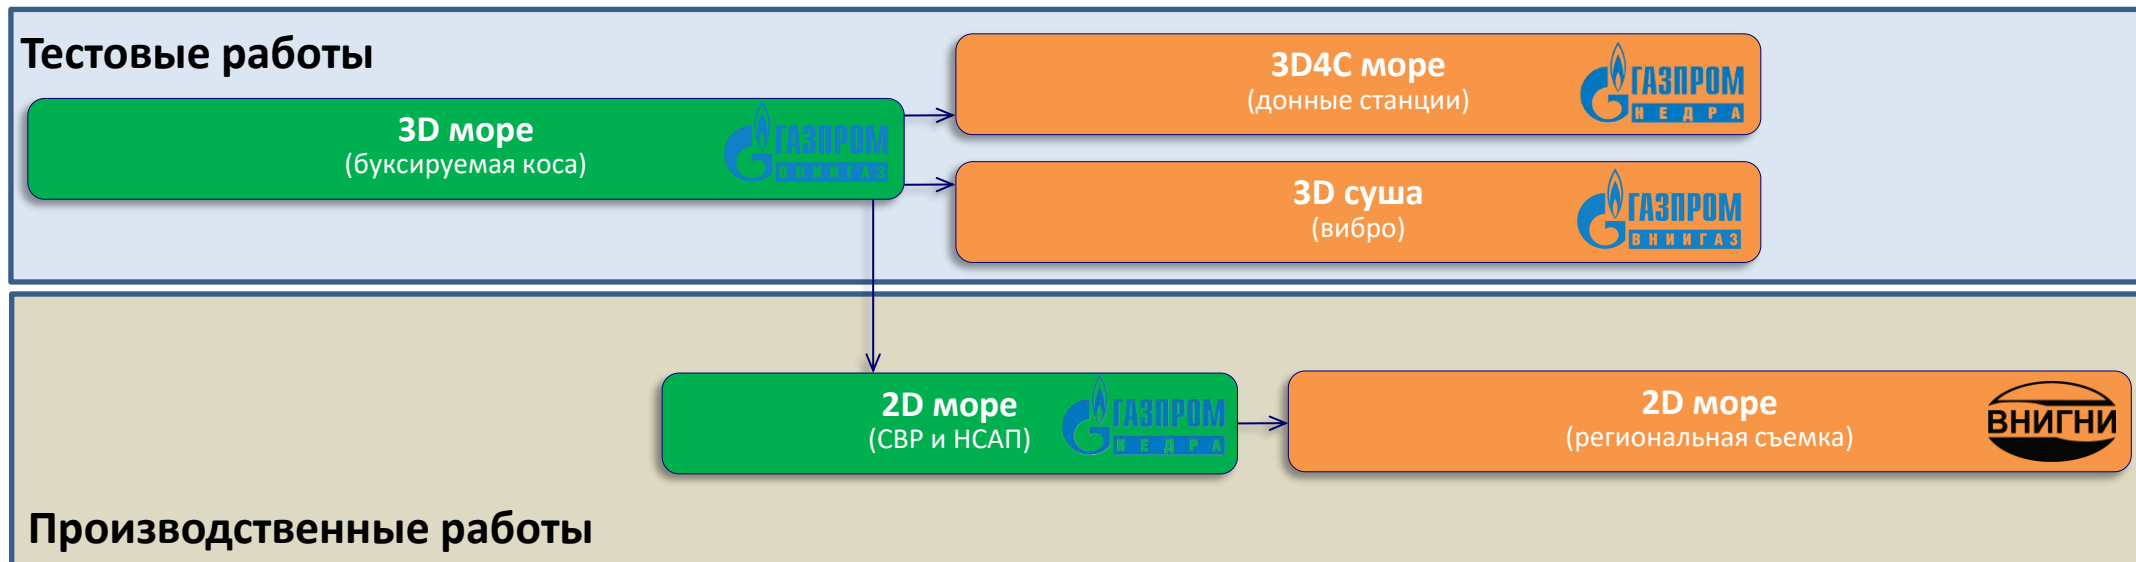 Тестовые работы
3D море
(буксируемая коса)
ГАЗПРОМ
ВНИИГАЗ
3D4C море
(донные станции)
ГАЗПРОМ
НЕДРА
3D суша
(вибро)
ГАЗПРОМ
ВНИИГАЗ
2D море
(СВР и НСАП)
ГАЗПРОМ
НЕДРА
2D море
(региональная съемка)
ВНИГНИ
Производственные работы